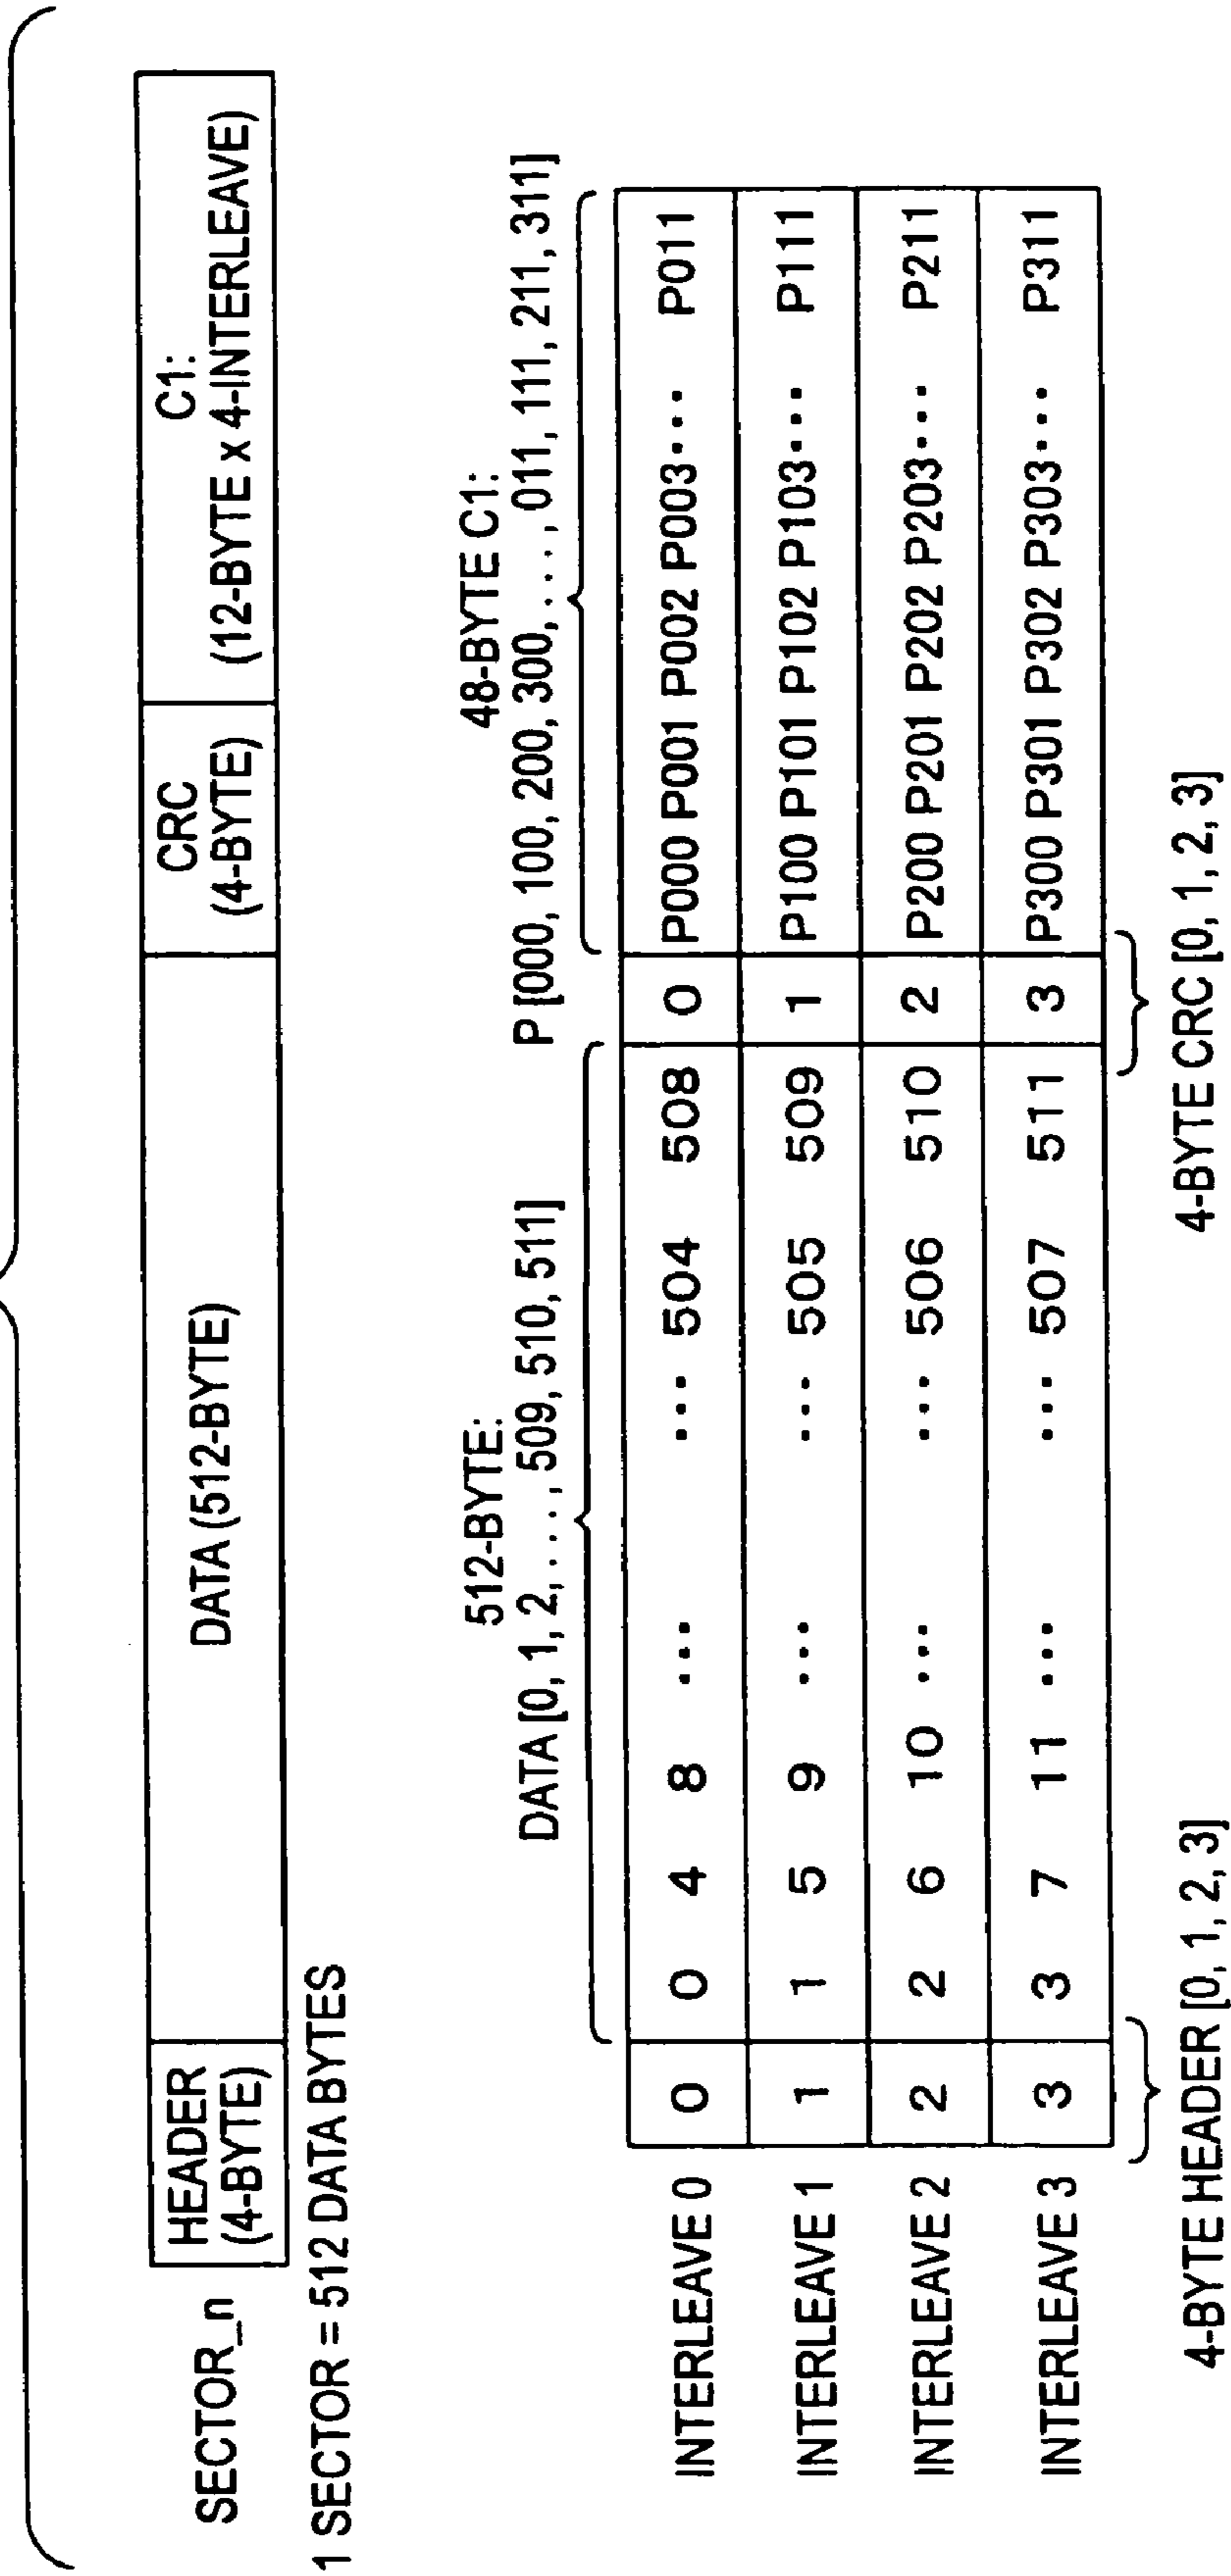 SECTOR_n
HEADER
(4-BYTE)
DATA (512-BYTE)
CRC
(4-BYTE)
C1:
(12-BYTE x 4-INTERLEAVE)
1 SECTOR = 512 DATA BYTES
512-BYTE:
DATA [0, 1, 2, . . . , 509, 510, 511]
48-BYTE C1:
P [000, 100, 200, 300, . . . , 011, 111, 211, 311]
INTERLEAVE 0 0 0 4 8 ... ... 504 508 0 P000 P001 P002 P003 ... P011
INTERLEAVE 1 1 1 5 9 ... ... 505 509 1 P100 P101 P102 P103 ... P111
INTERLEAVE 2 2 2 6 10 ... ... 506 510 2 P200 P201 P202 P203 ... P211
INTERLEAVE 3 3 3 7 11 ... ... 507 511 3 P300 P301 P302 P303 ... P311
4-BYTE HEADER [0, 1, 2, 3]
4-BYTE CRC [0, 1, 2, 3]